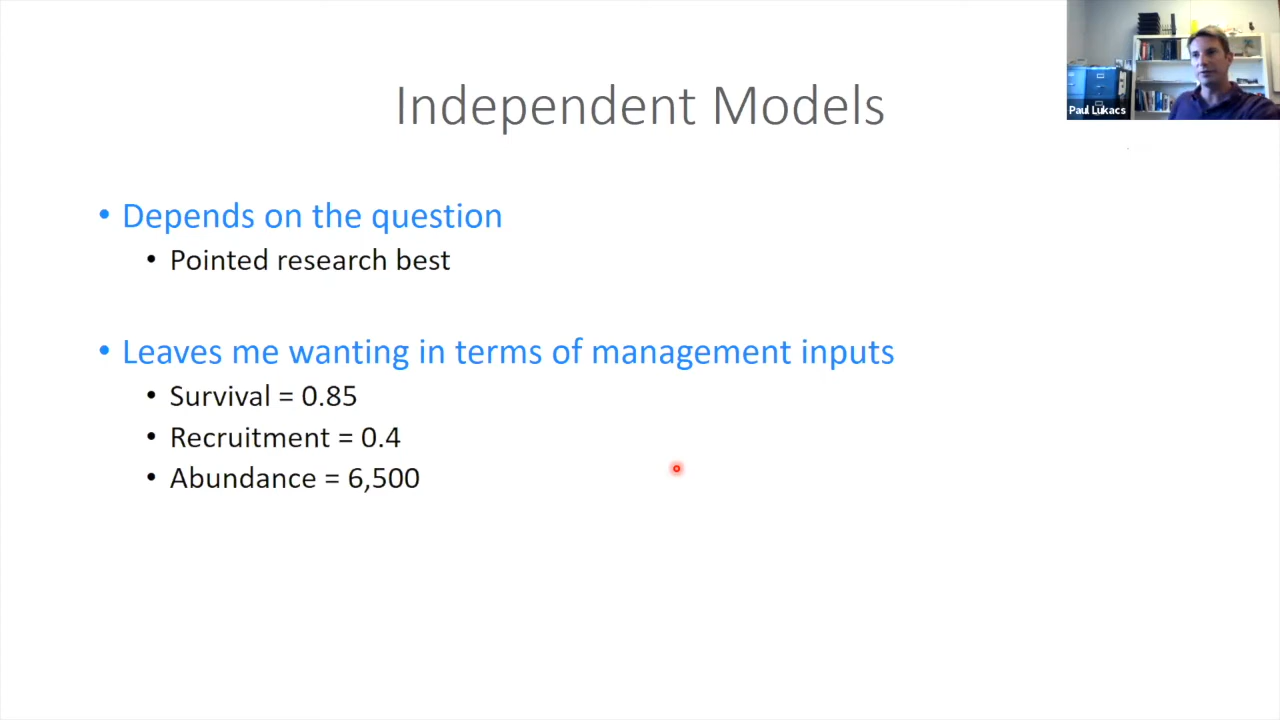 Independent Models
Paul Lukacs
• Depends on the question
• Pointed research best
• Leaves me wanting in terms of management inputs
• Survival = 0.85
• Recruitment = 0.4
• Abundance = 6,500